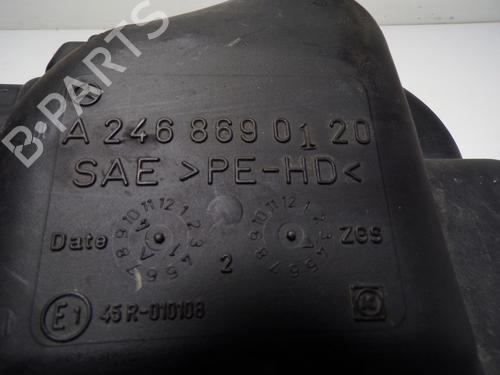 B-PARTS
A 246 869 01 20
SAE >PE-HD<
Date
Zes
2
E1 45 R-010108